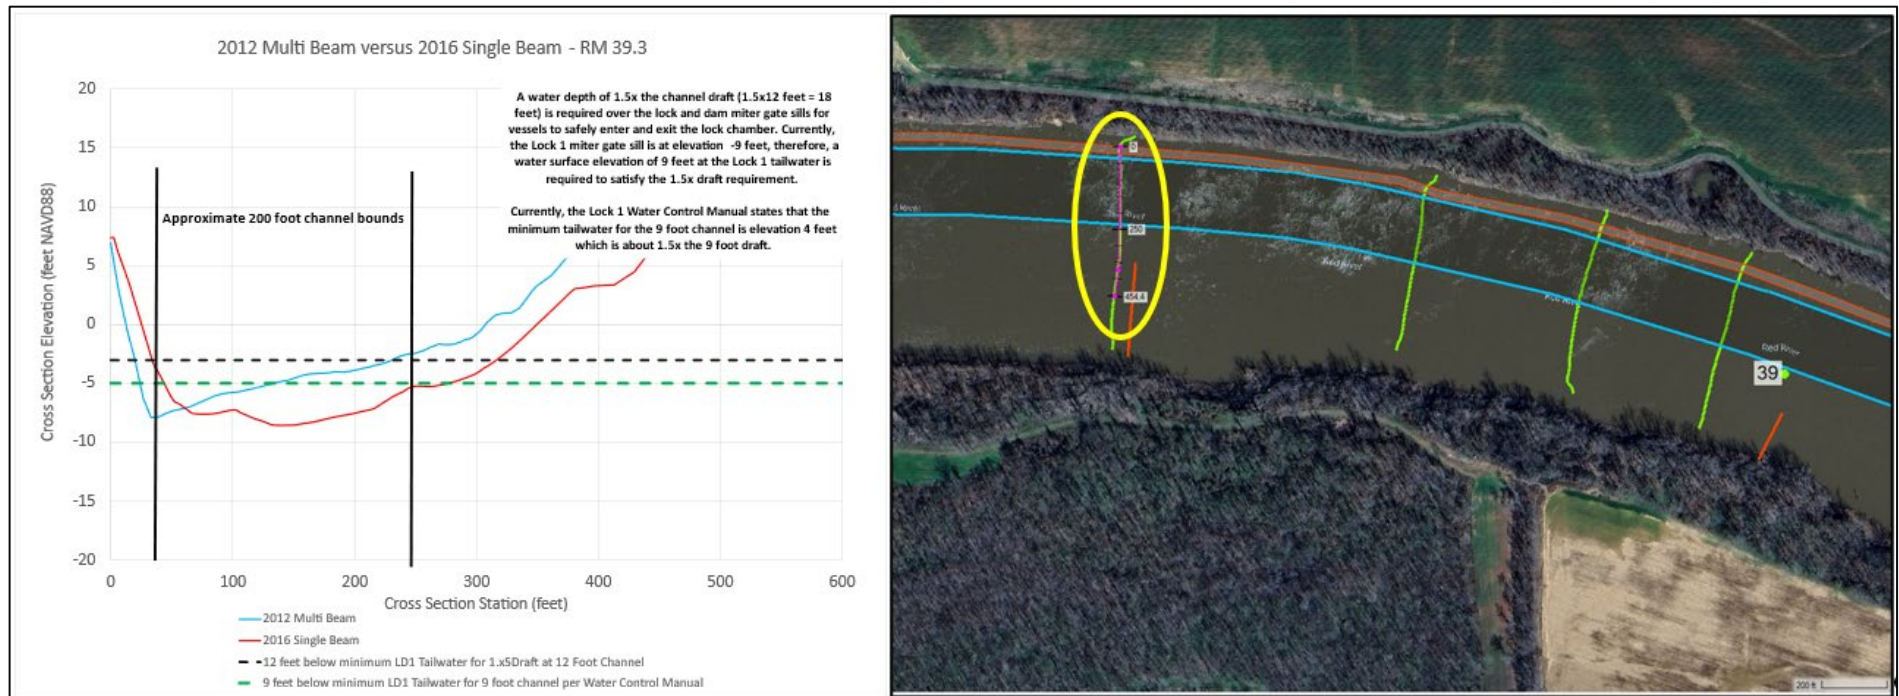 2012 Multi Beam versus 2016 Single Beam - RM 39.3
20
15
10
5
0
-5
-10
-15
-20
Cross Section Elevation (feet NAVD88)
A water depth of 1.5x the channel draft (1.5x12 feet = 18
feet) is required over the lock and dam miter gate sills for
vessels to safely enter and exit the lock chamber. Currently,
the Lock 1 miter gate sill is at elevation -9 feet, therefore, a
water surface elevation of 9 feet at the Lock 1 tailwater is
required to satisfy the 1.5x draft requirement.
Currently, the Lock 1 Water Control Manual states that the
minimum tailwater for the 9 foot channel is elevation 4 feet
which is about 1.5x the 9 foot draft.
Approximate 200 foot channel bounds
0 100 200 300 400 500 600
Cross Section Station (feet)
2012 Multi Beam
2016 Single Beam
12 feet below minimum LD1 Tailwater for 1.x5Draft at 12 Foot Channel
9 feet below minimum LD1 Tailwater for 9 foot channel per Water Control Manual
0
River
250
454.4
Red River
Red River
Red River
39
200 ft